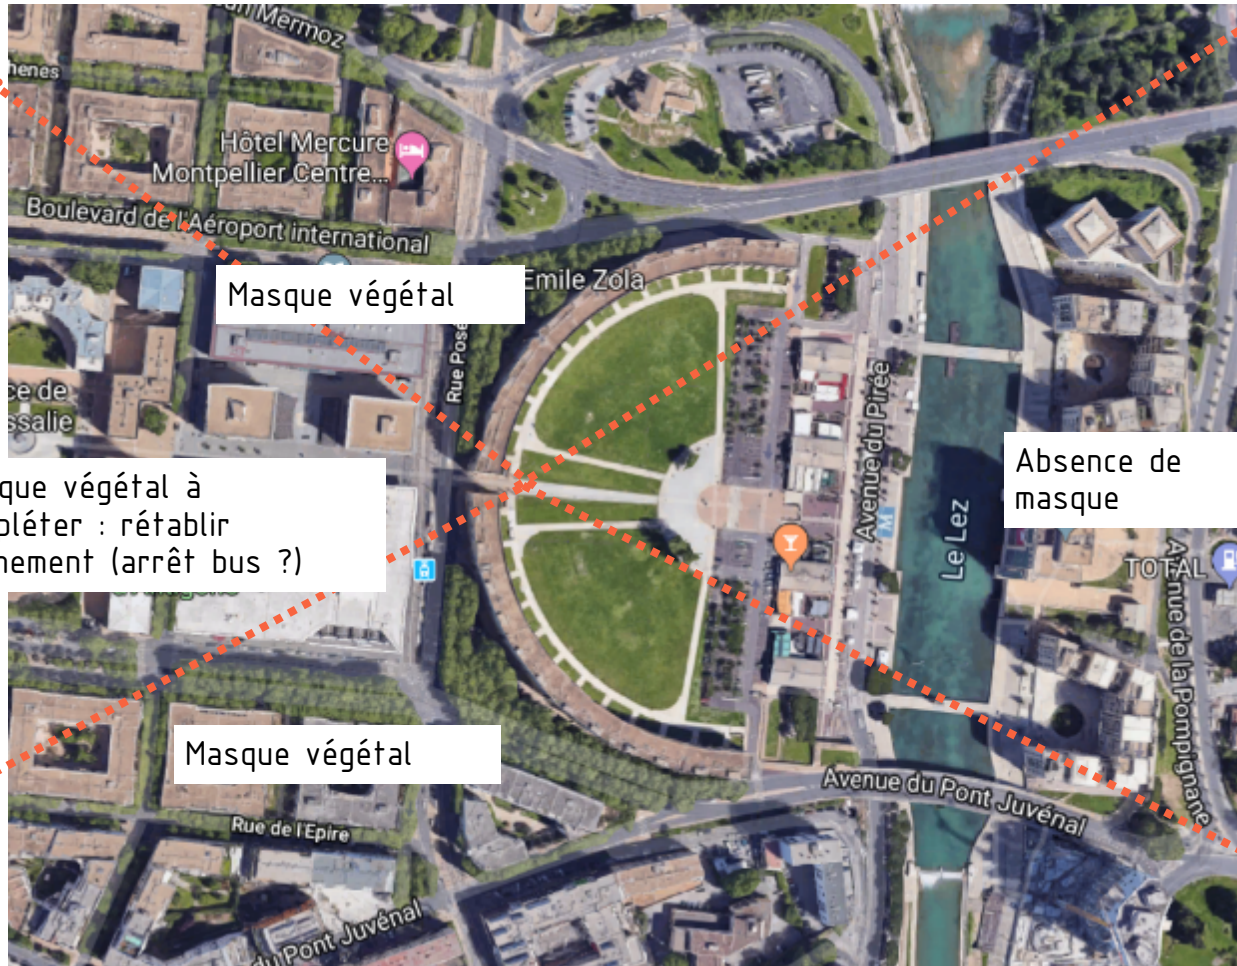 Mermoz
Hôtel Mercure
Montpellier Centre...
Boulevard de l'Aéroport international
Masque végétal
Emile Zola
Rue Pose
ce de
ssalie
que végétal à
pléter : rétablir
nement (arrêt bus ?)
Avenue du Pirée
M
Le Lez
Absence de
masque
TOTAL
Avenue de la Pompignane
Masque végétal
Avenue du Pont Juvénal
Rue de l'Epire
du Pont Juvénal